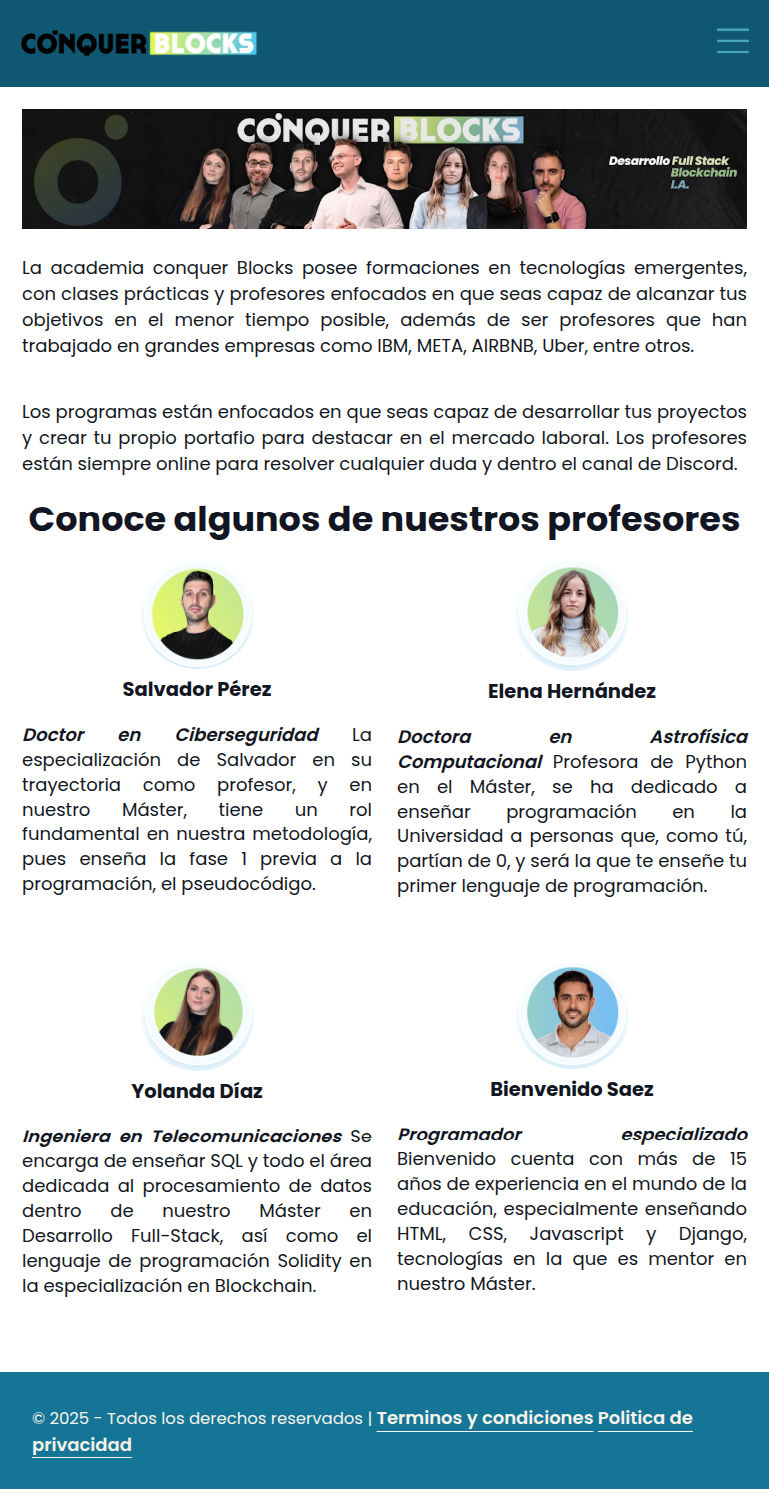 CONQUER BLOCKS
CONQUER BLOCKS
Desarrollo Full Stack
Blockchain
I.A.
La academia conquer Blocks posee formaciones en tecnologías emergentes,
con clases prácticas y profesores enfocados en que seas capaz de alcanzar tus
objetivos en el menor tiempo posible, además de ser profesores que han
trabajado en grandes empresas como IBM, META, AIRBNB, Uber, entre otros.
Los programas están enfocados en que seas capaz de desarrollar tus proyectos
y crear tu propio portafio para destacar en el mercado laboral. Los profesores
están siempre online para resolver cualquier duda y dentro el canal de Discord.
Conoce algunos de nuestros profesores
Salvador Pérez
Doctor en Ciberseguridad La
especialización de Salvador en su
trayectoria como profesor, y en
nuestro Máster, tiene un rol
fundamental en nuestra metodología,
pues enseña la fase 1 previa a la
programación, el pseudocódigo.
Elena Hernández
Doctora en Astrofísica
Computacional Profesora de Python
en el Máster, se ha dedicado a
enseñar programación en la
Universidad a personas que, como tú,
partían de 0, y será la que te enseñe tu
primer lenguaje de programación.
Yolanda Díaz
Ingeniera en Telecomunicaciones Se
encarga de enseñar SQL y todo el área
dedicada al procesamiento de datos
dentro de nuestro Máster en
Desarrollo Full-Stack, así como el
lenguaje de programación Solidity en
la especialización en Blockchain.
Bienvenido Saez
Programador especializado
Bienvenido cuenta con más de 15
años de experiencia en el mundo de la
educación, especialmente enseñando
HTML, CSS, Javascript y Django,
tecnologías en la que es mentor en
nuestro Máster.
© 2025 - Todos los derechos reservados | Terminos y condiciones Politica de
privacidad